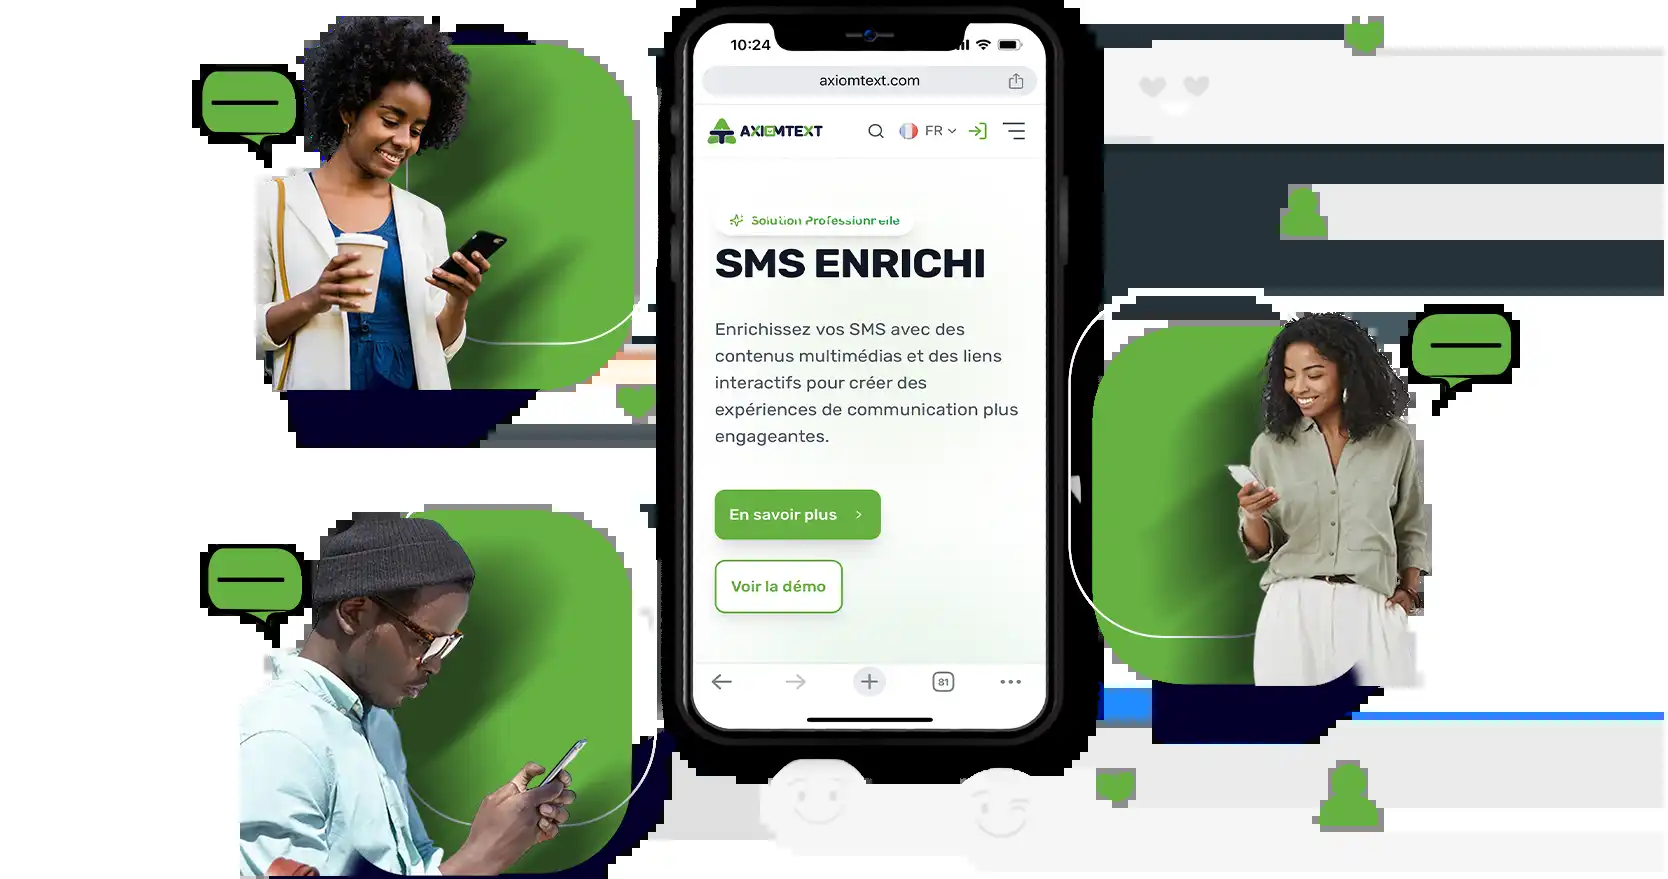 10:24
axiomtext.com
AXIOMTEXT
FR
Solution Professionnelle
SMS ENRICHI
Enrichissez vos SMS avec des
contenus multimédias et des liens
interactifs pour créer des
expériences de communication plus
engageantes.
En savoir plus
Voir la démo
81